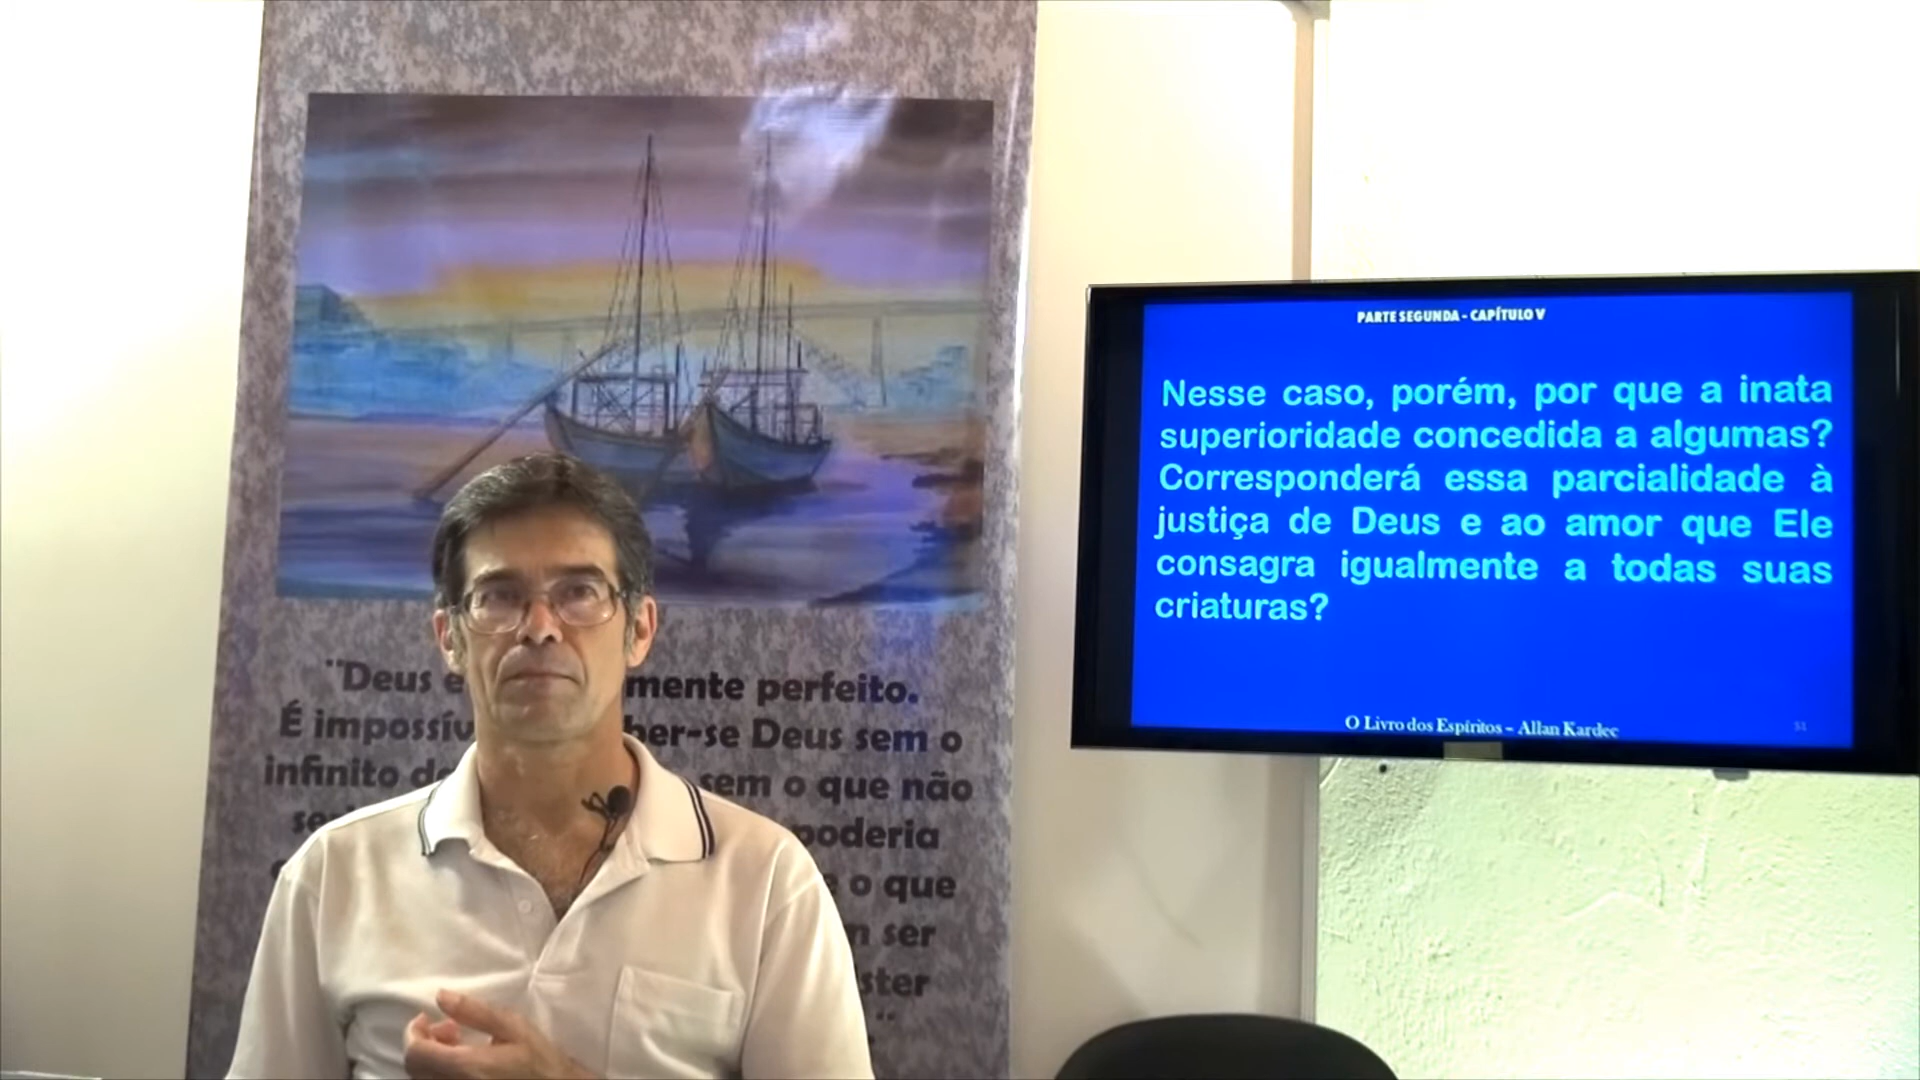 ¨Deus e mente perfeito.
É impossív ber-se Deus sem o
infinito de sem o que não
se poderia
o que
ser
ster
¨
PARTE SEGUNDA - CAPÍTULO V
Nesse caso, porém, por que a inata
superioridade concedida a algumas?
Corresponderá essa parcialidade à
justiça de Deus e ao amor que Ele
consagra igualmente a todas suas
criaturas?
O Livro dos Espíritos – Allan Kardec